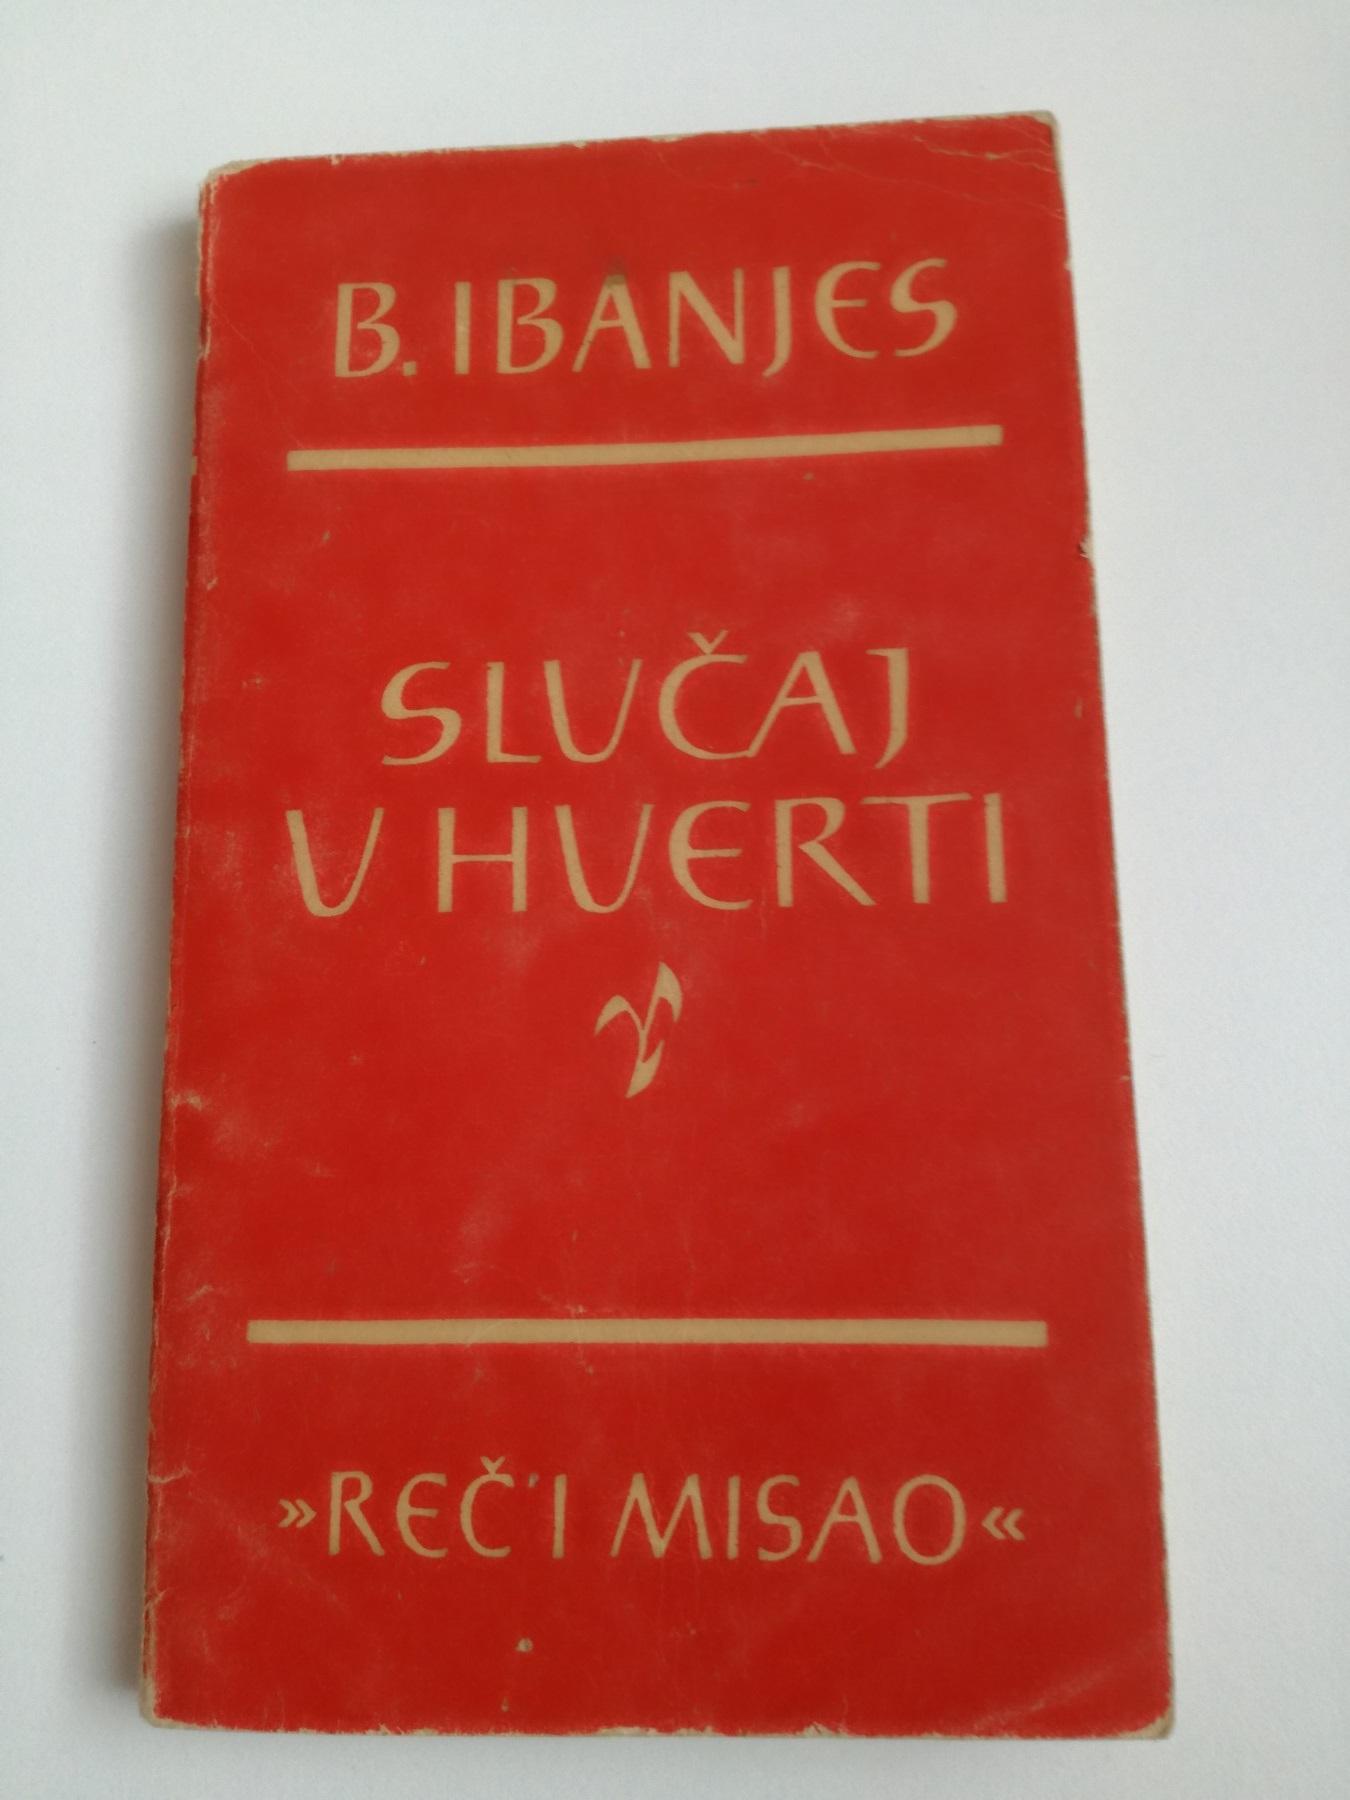 B. IBANJES
SLUČAJ
U HUERTI
»REČ I MISAO«